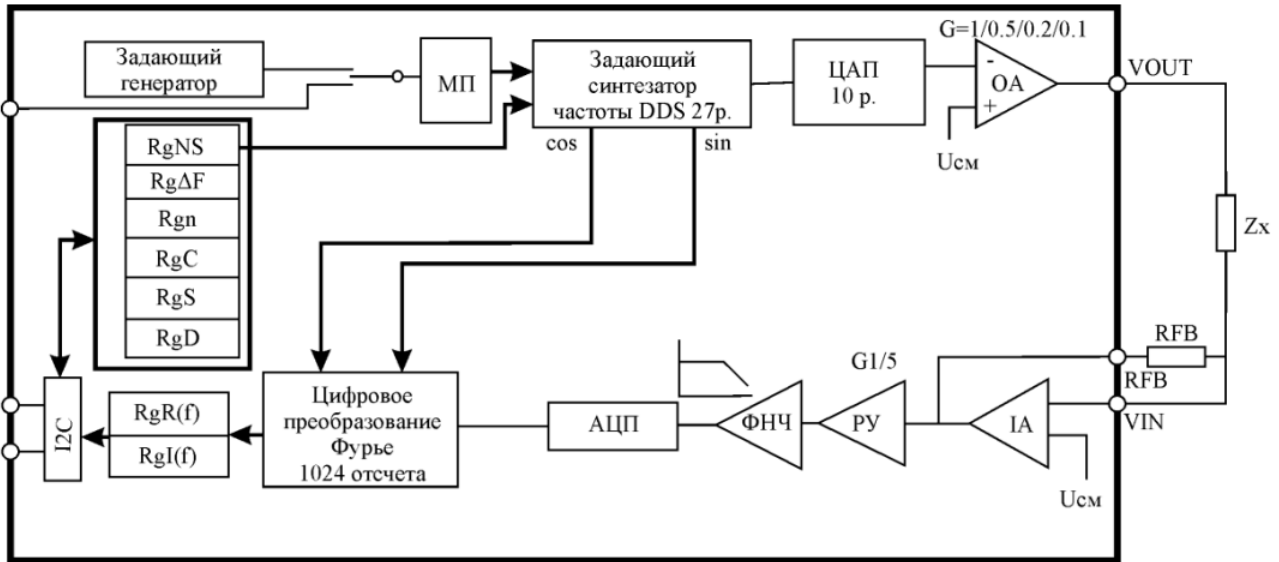 G=1/0.5/0.2/0.1
Задающий
генератор
МП
Задающий
синтезатор
частоты DDS 27р.
cos
sin
ЦАП
10 р.
-
ОА
+
Uсм
VOUT
Zx
RgNS
RgΔF
Rgn
RgC
RgS
RgD
I2C
RgR(f)
RgI(f)
Цифровое
преобразование
Фурье
1024 отсчета
АЦП
ФНЧ
G1/5
РУ
IA
Uсм
RFB
RFB
VIN